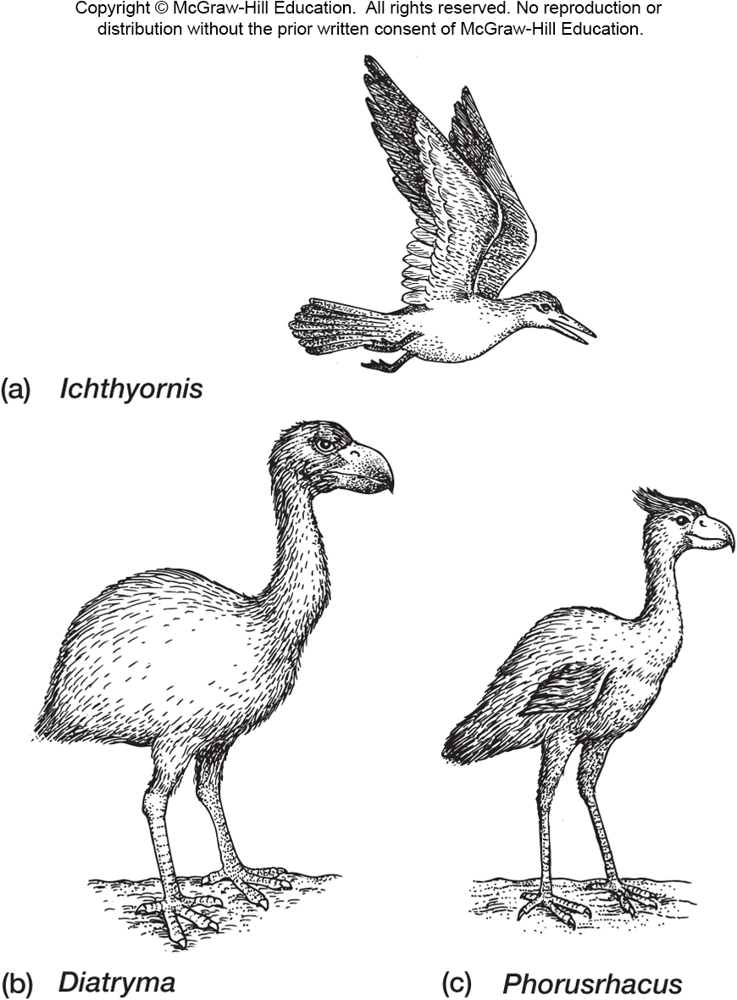 Copyright © McGraw-Hill Education.  All rights reserved. No reproduction or
distribution without the prior written consent of McGraw-Hill Education.
(a) Ichthyornis
(b) Diatryma
(c) Phorusrhacus